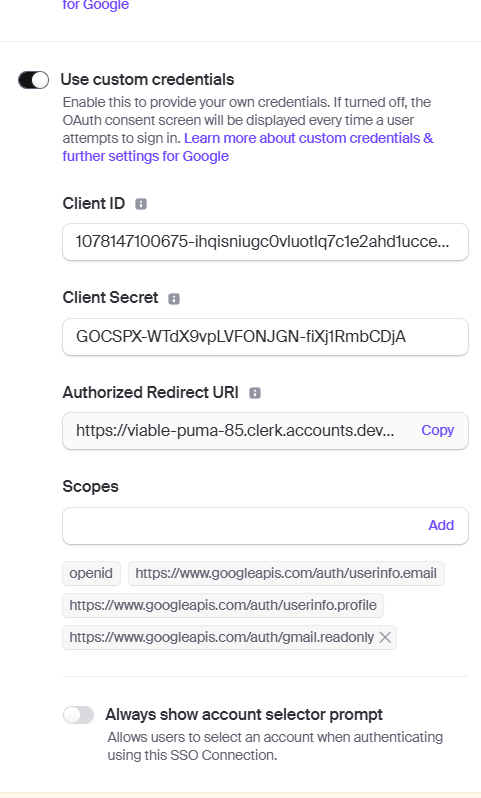 for Google
Use custom credentials
Enable this to provide your own credentials. If turned off, the
OAuth consent screen will be displayed every time a user
attempts to sign in. Learn more about custom credentials &
further settings for Google
Client ID
1078147100675-ihqisniugc0vluotlq7c1e2ahd1ucce...
Client Secret
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
Authorized Redirect URI
https://viable-puma-85.clerk.accounts.dev... Copy
Scopes
Add
openid https://www.googleapis.com/auth/userinfo.email
https://www.googleapis.com/auth/userinfo.profile
https://www.googleapis.com/auth/gmail.readonly
Always show account selector prompt
Allows users to select an account when authenticating
using this SSO Connection.